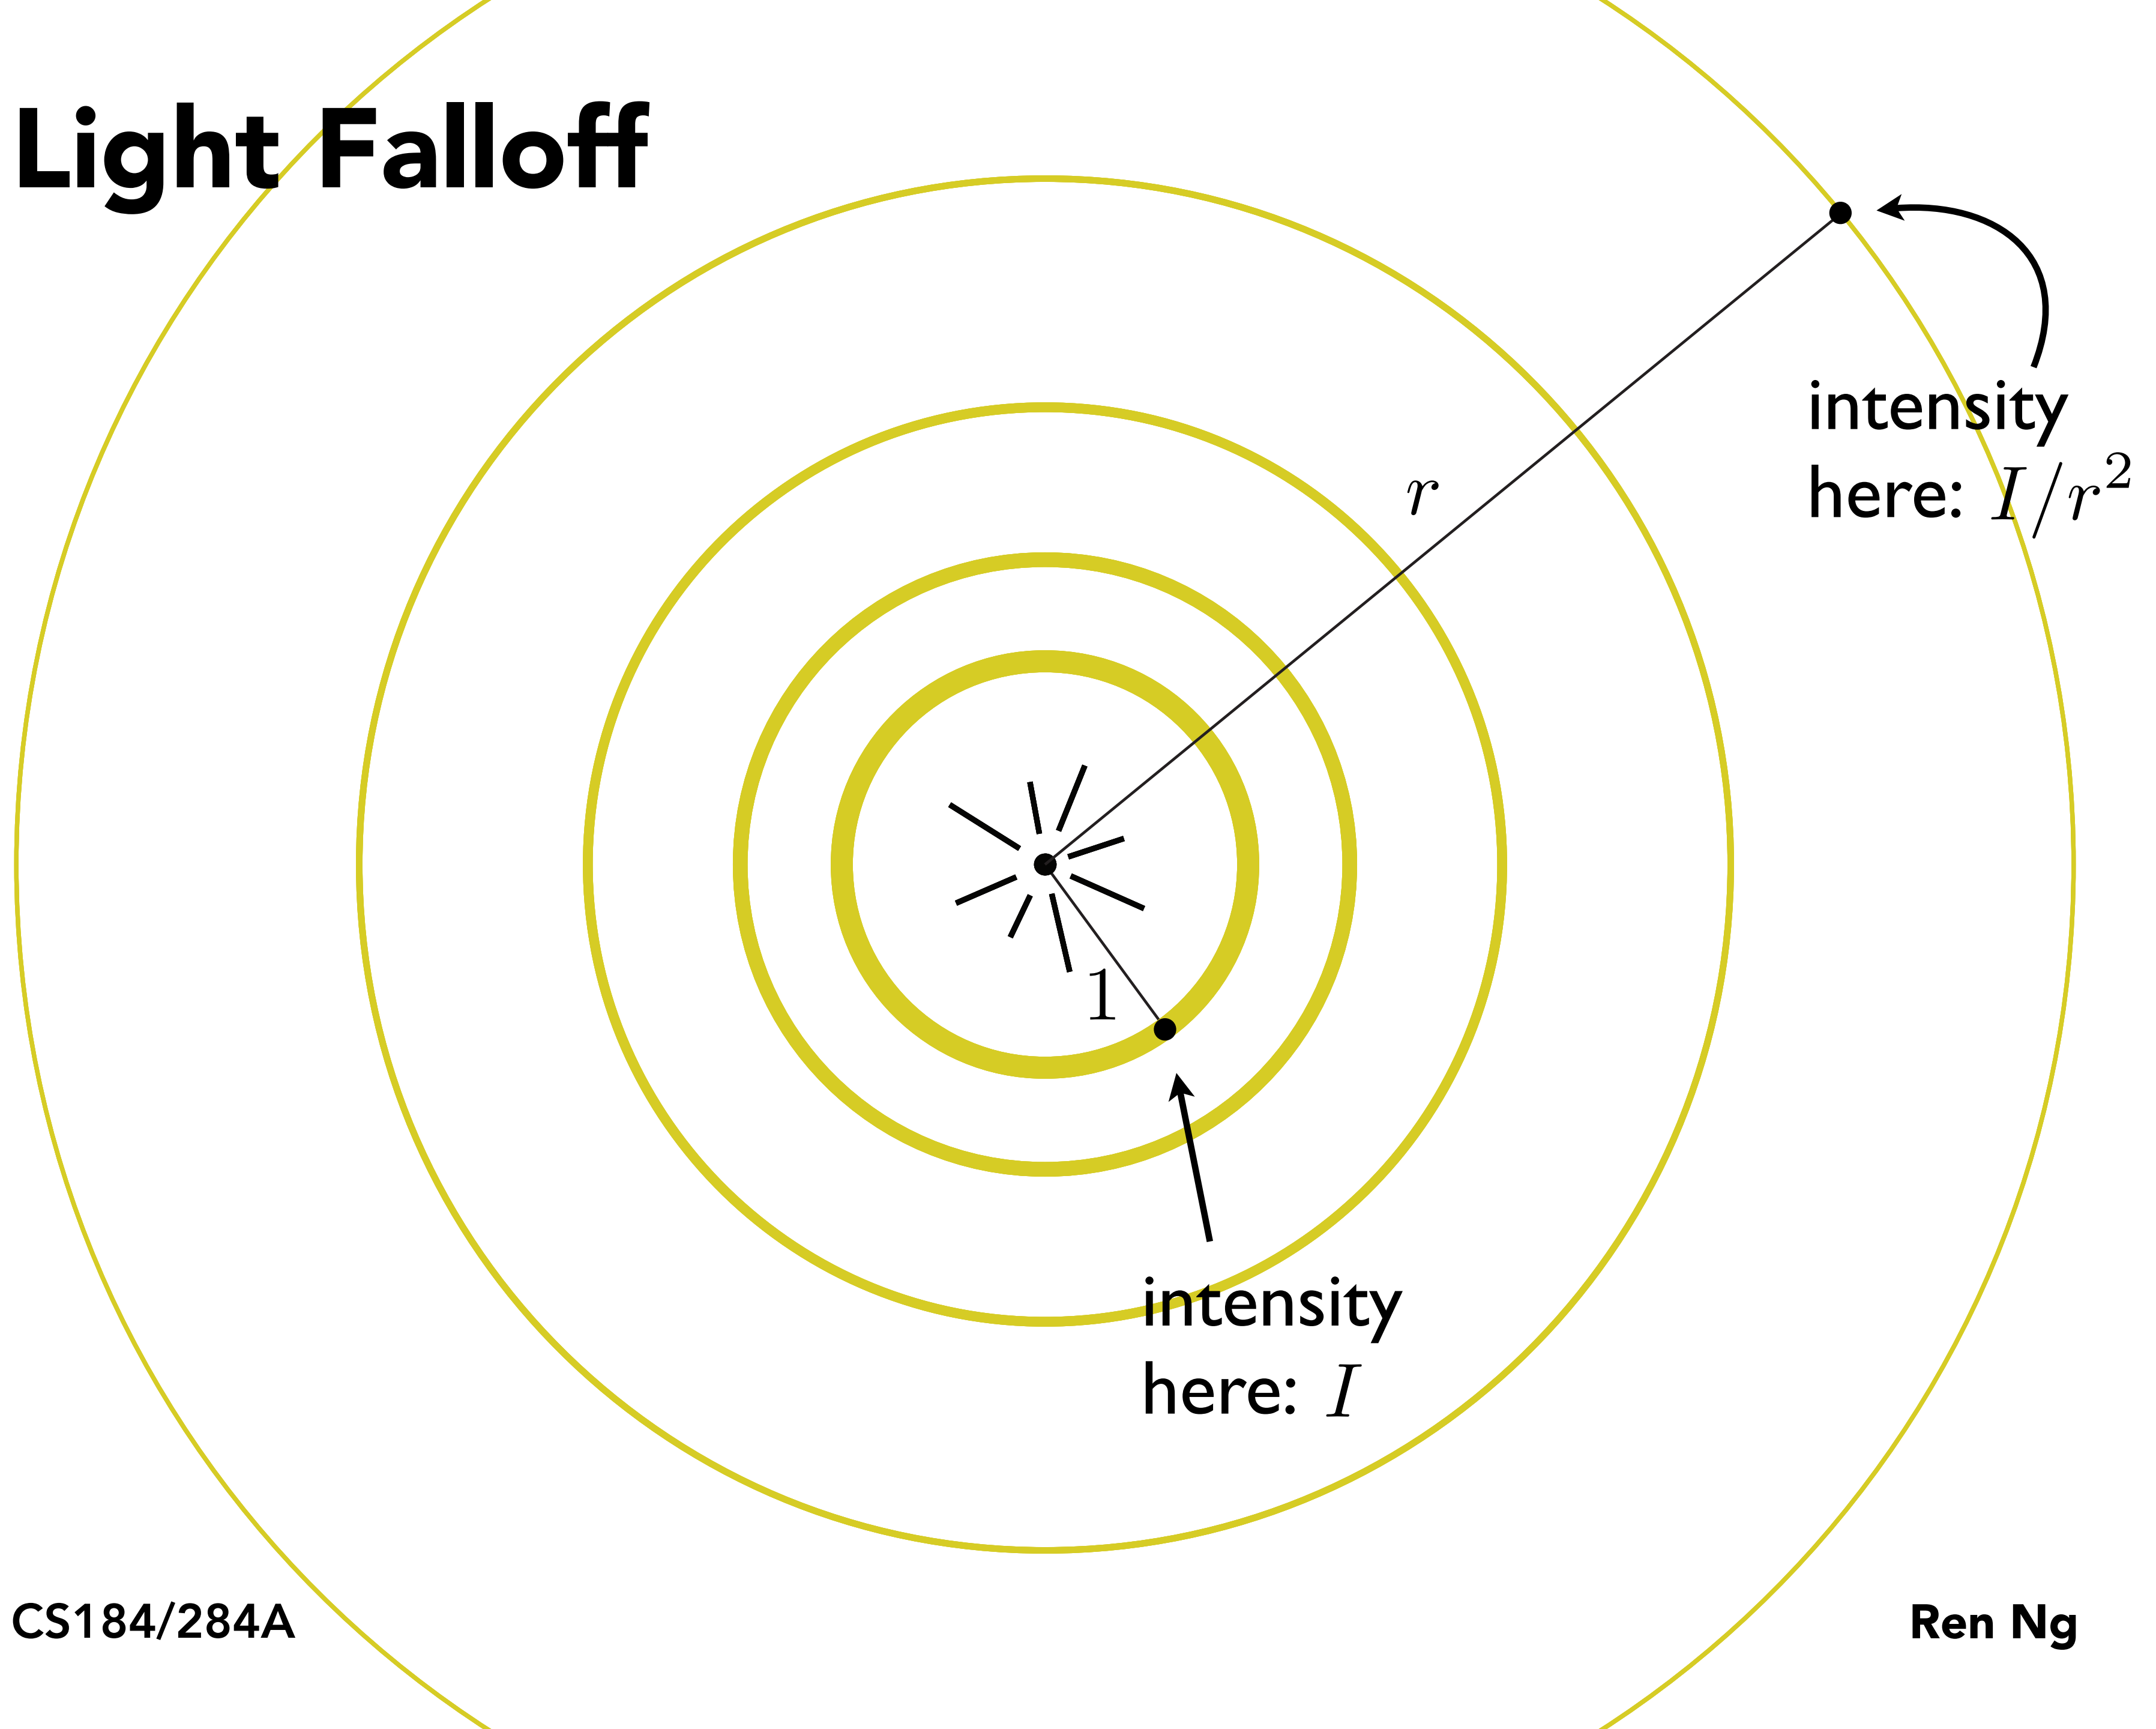 Light Falloff
intensity
here: I/r²
r
1
intensity
here: I
CS184/284A
Ren Ng